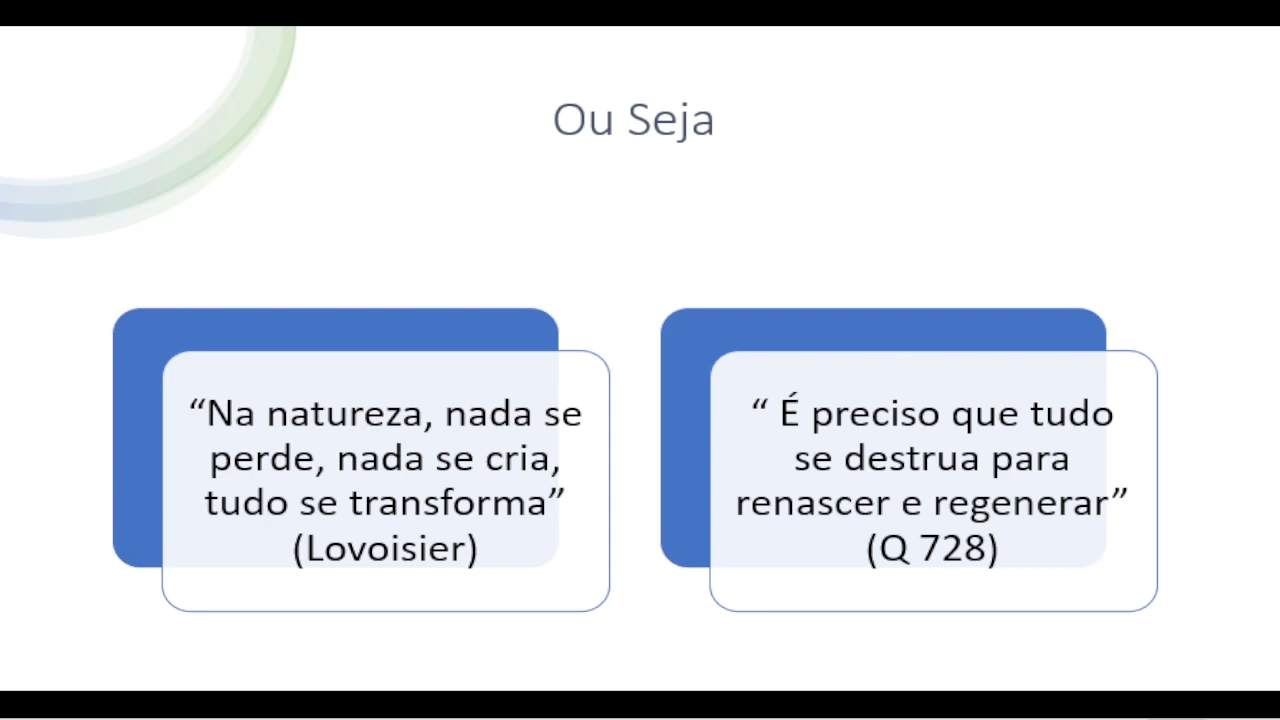 Ou Seja
“Na natureza, nada se
perde, nada se cria,
tudo se transforma”
(Lovoisier)
“ É preciso que tudo
se destrua para
renascer e regenerar”
(Q 728)